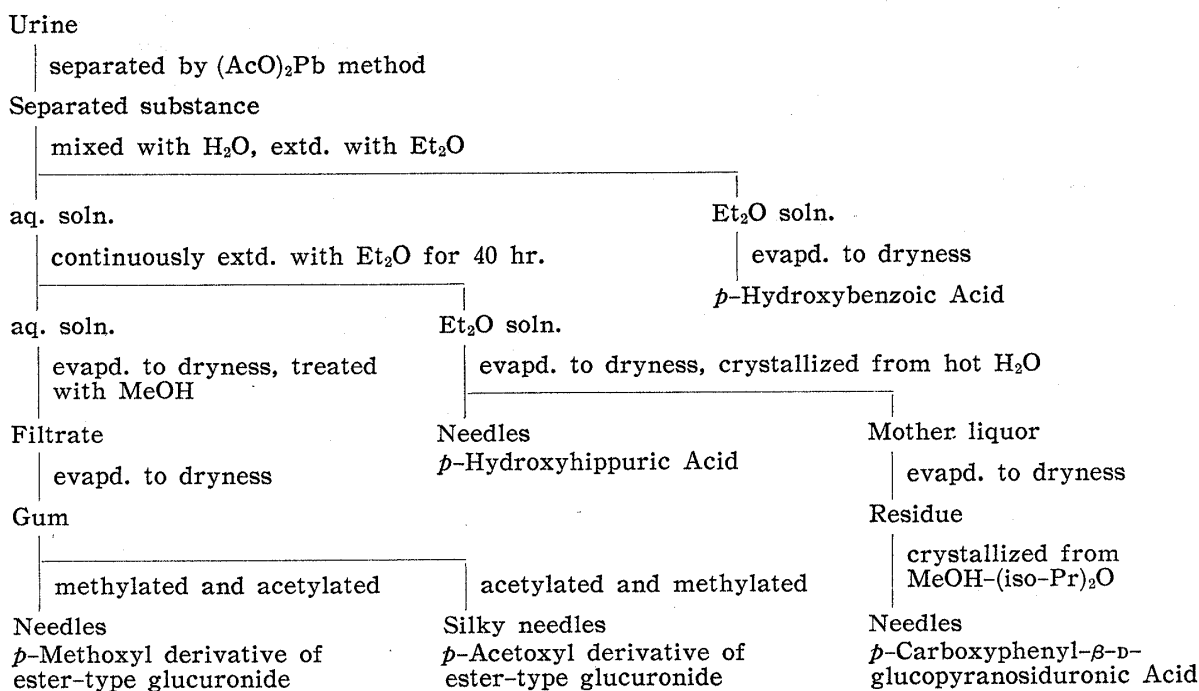 Urine
separated by (AcO)₂Pb method
Separated substance
mixed with H₂O, extd. with Et₂O
aq. soln.
Et₂O soln.
continuously extd. with Et₂O for 40 hr.
evapd. to dryness
p-Hydroxybenzoic Acid
aq. soln.
Et₂O soln.
evapd. to dryness, treated
with MeOH
evapd. to dryness, crystallized from hot H₂O
Filtrate
Needles
p-Hydroxyhippuric Acid
Mother liquor
evapd. to dryness
evapd. to dryness
Gum
Residue
methylated and acetylated
acetylated and methylated
crystallized from
MeOH-(iso-Pr)₂O
Needles
p-Methoxyl derivative of
ester-type glucuronide
Silky needles
p-Acetoxyl derivative of
ester-type glucuronide
Needles
p-Carboxyphenyl-β-D-
glucopyranosiduronic Acid